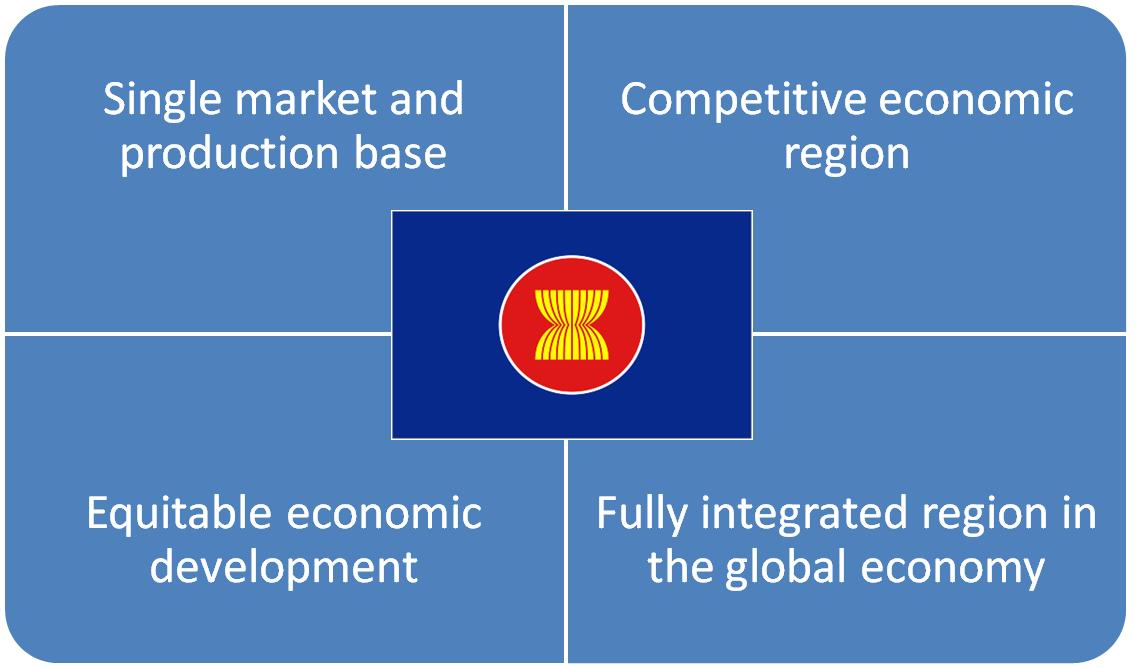 Single market and
production base
Competitive economic
region
Equitable economic
development
Fully integrated region in
the global economy